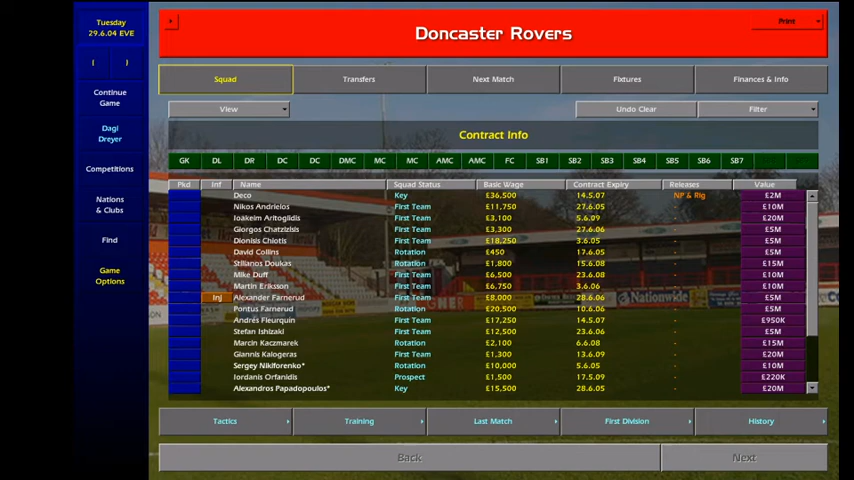 Tuesday
29.6.04 EVE
Print
Doncaster Rovers
Squad Transfers Next Match Fixtures Finances & Info
View Undo Clear Filter
Continue
Game
Contract Info
Dagi
Dreyer
GK DL DR DC DC DMC MC MC AMC AMC FC SB1 SB2 SB3 SB4 SB5 SB6 SB7
Competitions
Pkd Inf Name Squad Status Basic Wage Contract Expiry Releases Value
Deco Key £36,500 14.5.07 NP & Rlg £2M
Nikos Andrielos First Team £11,750 27.6.05 - £10M
Ioakeim Aritoglidis First Team £3,100 5.6.09 - £20M
Giorgos Chatzizisis First Team £3,300 27.6.06 - £5M
Dionisis Chiotis First Team £18,250 3.6.05 - £5M
David Collins Rotation £450 17.6.05 - £5M
Stilianos Doukas Rotation £1,800 15.6.08 - £15M
Mike Duff First Team £6,500 23.6.08 - £10M
Martin Eriksson First Team £6,750 3.6.06 - £10M
Inj Alexander Farnerud First Team £8,000 28.6.06 - £5M
Pontus Farnerud Rotation £20,500 10.6.06 - £5M
Andrés Fleurquin First Team £17,250 14.5.07 - £950K
Stefan Ishizaki First Team £12,500 23.6.06 - £5M
Marcin Kaczmarek Rotation £2,100 6.6.08 - £15M
Giannis Kalogeras First Team £1,300 13.6.09 - £20M
Sergey Nikiforenko* Rotation £10,000 5.6.05 - £10M
Iordanis Orfanidis Prospect £1,500 17.5.09 - £220K
Alexandros Papadopoulos* Key £15,500 28.6.05 - £20M
Nations
& Clubs
Find
Game
Options
Nationwide
Tactics Training Last Match First Division History
Back Next